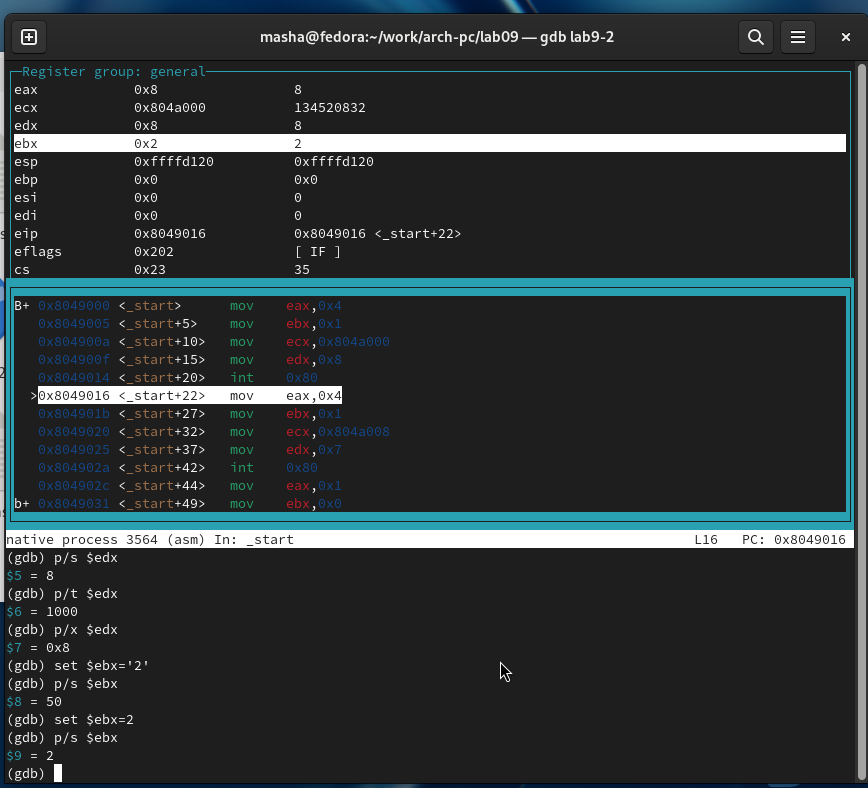 masha@fedora:~/work/arch-pc/lab09 — gdb lab9-2
Register group: general
eax 0x8 8
ecx 0x804a000 134520832
edx 0x8 8
ebx 0x2 2
esp 0xffffd120 0xffffd120
ebp 0x0 0x0
esi 0x0 0
edi 0x0 0
eip 0x8049016 0x8049016 <_start+22>
eflags 0x202 [ IF ]
cs 0x23 35
B+ 0x8049000 <_start> mov eax,0x4
0x8049005 <_start+5> mov ebx,0x1
0x804900a <_start+10> mov ecx,0x804a000
0x804900f <_start+15> mov edx,0x8
0x8049014 <_start+20> int 0x80
>0x8049016 <_start+22> mov eax,0x4
0x804901b <_start+27> mov ebx,0x1
0x8049020 <_start+32> mov ecx,0x804a008
0x8049025 <_start+37> mov edx,0x7
0x804902a <_start+42> int 0x80
0x804902c <_start+44> mov eax,0x1
b+ 0x8049031 <_start+49> mov ebx,0x0
native process 3564 (asm) In: _start L16 PC: 0x8049016
(gdb) p/s $edx
$5 = 8
(gdb) p/t $edx
$6 = 1000
(gdb) p/x $edx
$7 = 0x8
(gdb) set $ebx='2'
(gdb) p/s $ebx
$8 = 50
(gdb) set $ebx=2
(gdb) p/s $ebx
$9 = 2
(gdb)